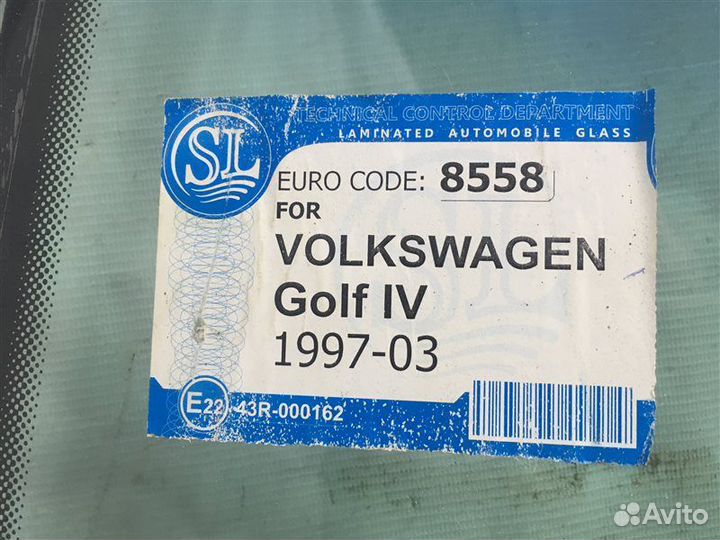 TECHNICAL CONTROL DEPARTMENT
LAMINATED AUTOMOBILE GLASS
SL
EURO CODE: 8558
FOR
VOLKSWAGEN
Golf IV
1997-03
E22 43R-000162
Avito